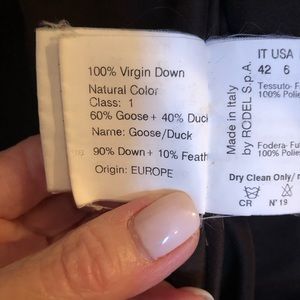 100% Virgin Down
Natural Color
Class: 1
60% Goose+ 40% Duc
Name: Goose/Duck
90% Down+ 10% Feath
Origin: EUROPE
Made in Italy
by RODEL S.p.A.
IT USA
42 6
Tessuto- F
100% Polie
Fodera- Fu
100% Polie
Dry Clean Only/
CR N°19